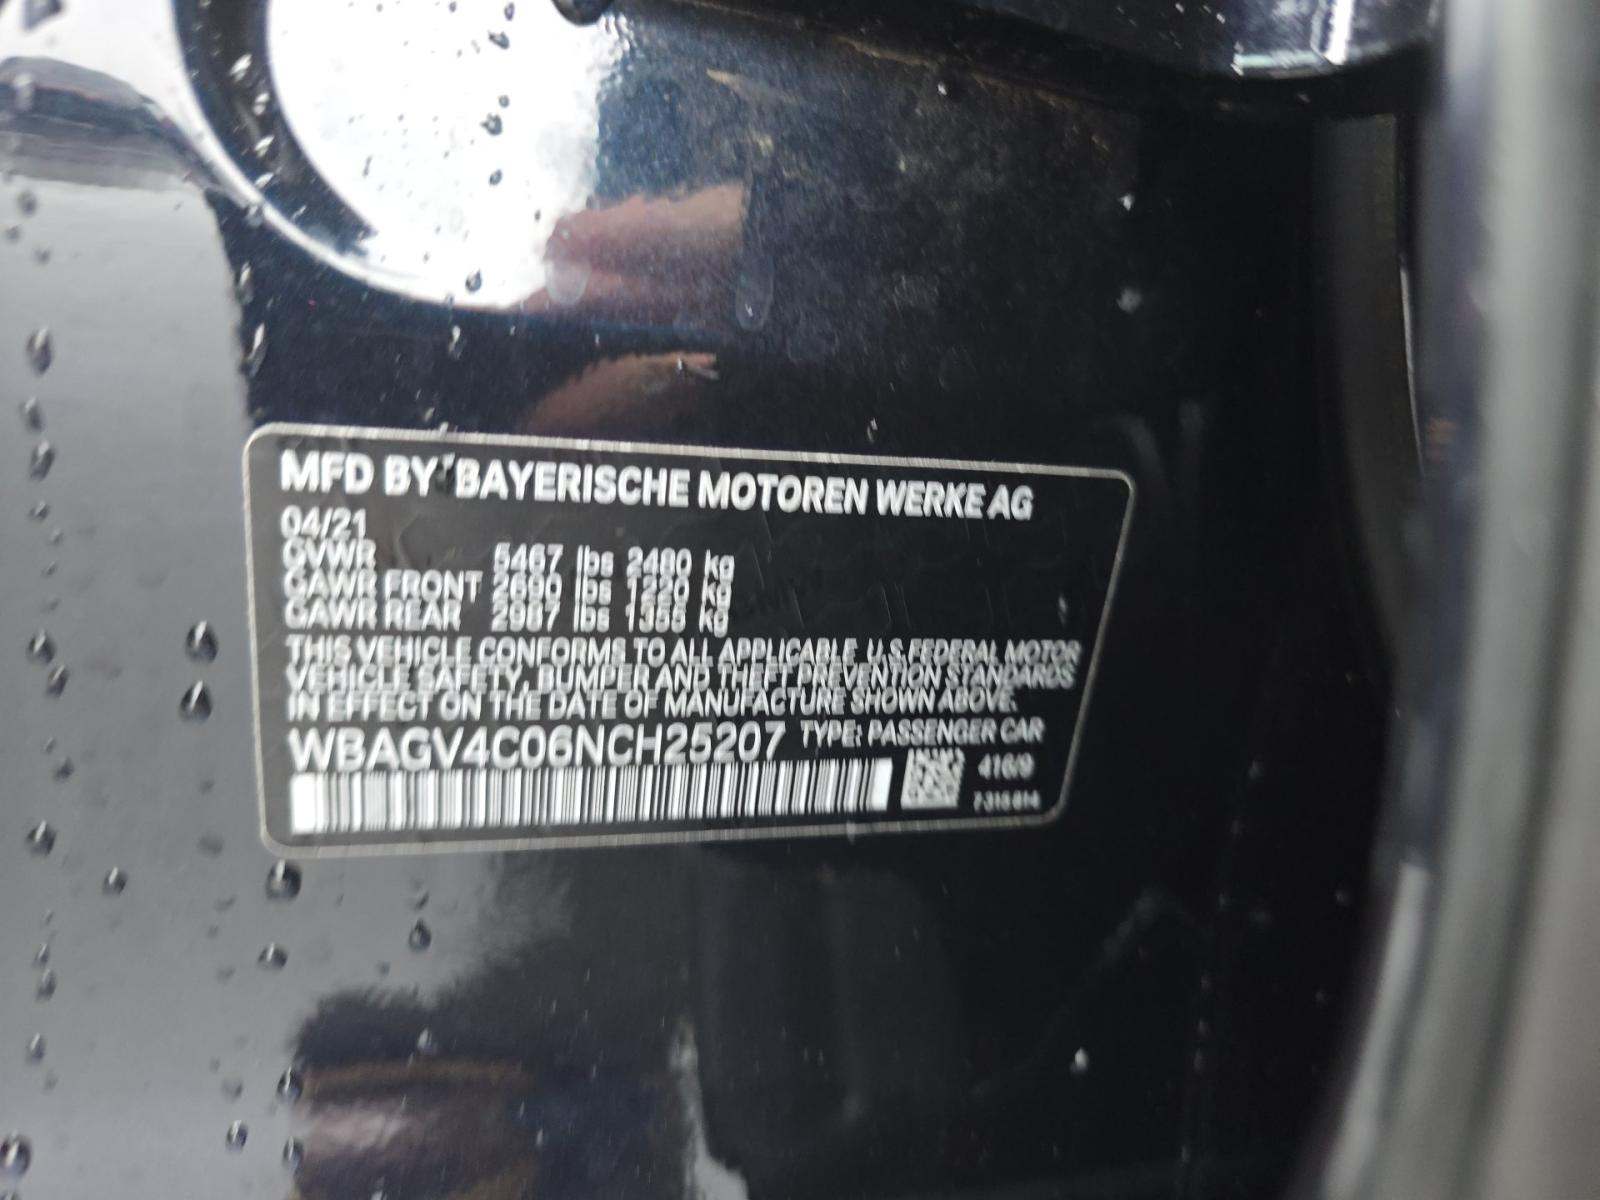 MFD BY BAYERISCHE MOTOREN WERKE AG
04/21
GVWR 5467 lbs 2480 kg
GAWR FRONT 2690 lbs 1220 kg
GAWR REAR 2987 lbs 1355 kg
THIS VEHICLE CONFORMS TO ALL APPLICABLE U.S.FEDERAL MOTOR
VEHICLE SAFETY, BUMPER AND THEFT PREVENTION STANDARDS
IN EFFECT ON THE DATE OF MANUFACTURE SHOWN ABOVE.
WBAGV4C06NCH25207 TYPE: PASSENGER CAR
416/9